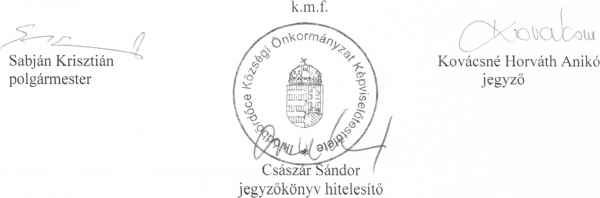 k.m.f.
Községi Önkormányzat Képviselőtestülete
Sabján Krisztián
polgármester
Kovácsné Horváth Anikó
jegyző
Császár Sándor
jegyzőkönyv hitelesítő